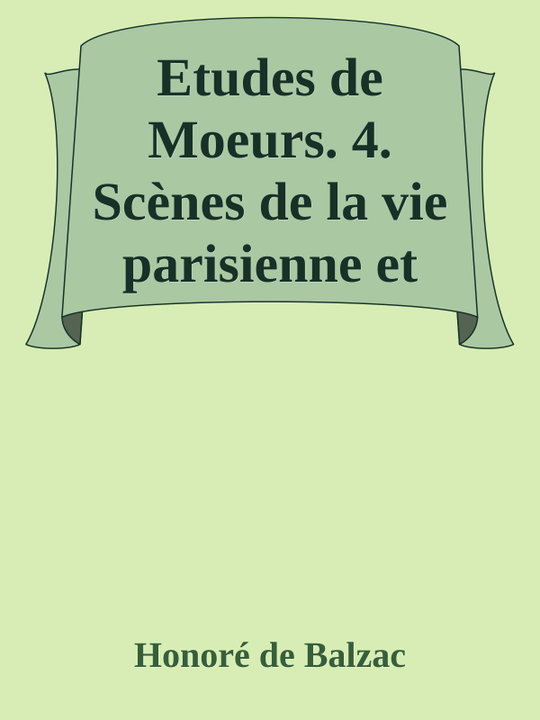 Etudes de
Moeurs. 4.
Scènes de la vie
parisienne et
Honoré de Balzac